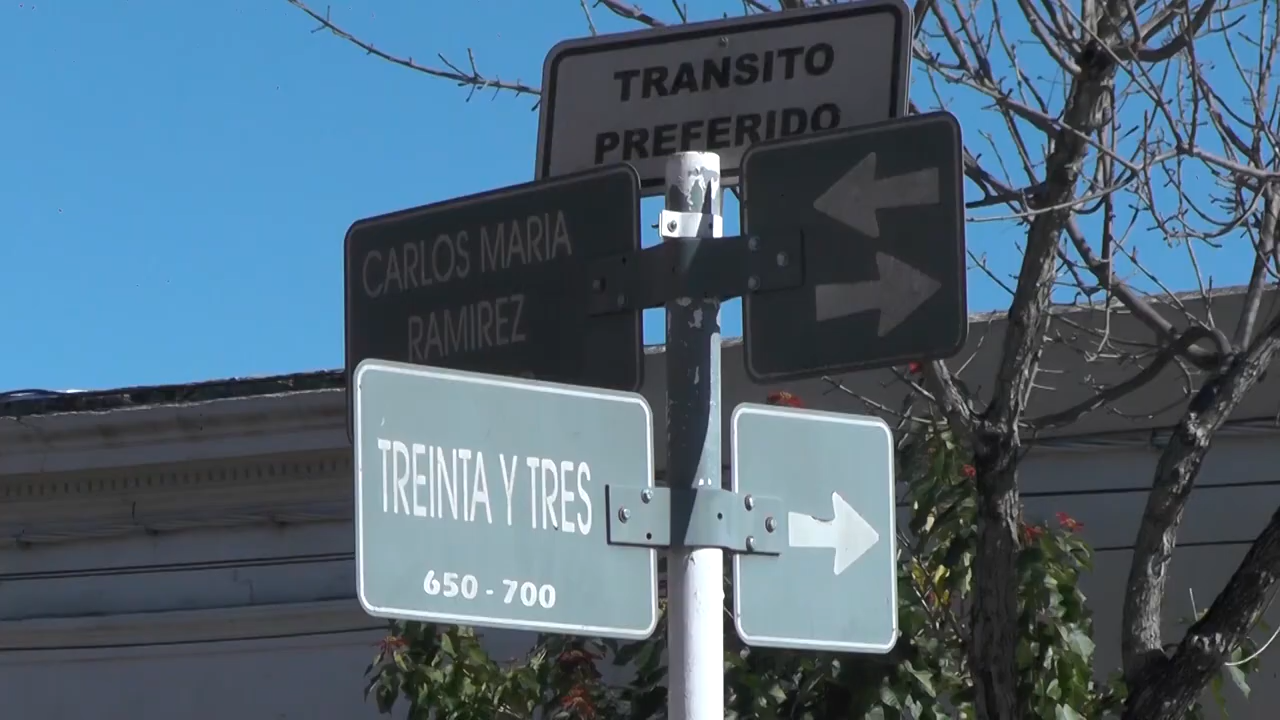 TRANSITO
PREFERIDO
CARLOS MARIA
RAMIREZ
TREINTA Y TRES
650 - 700